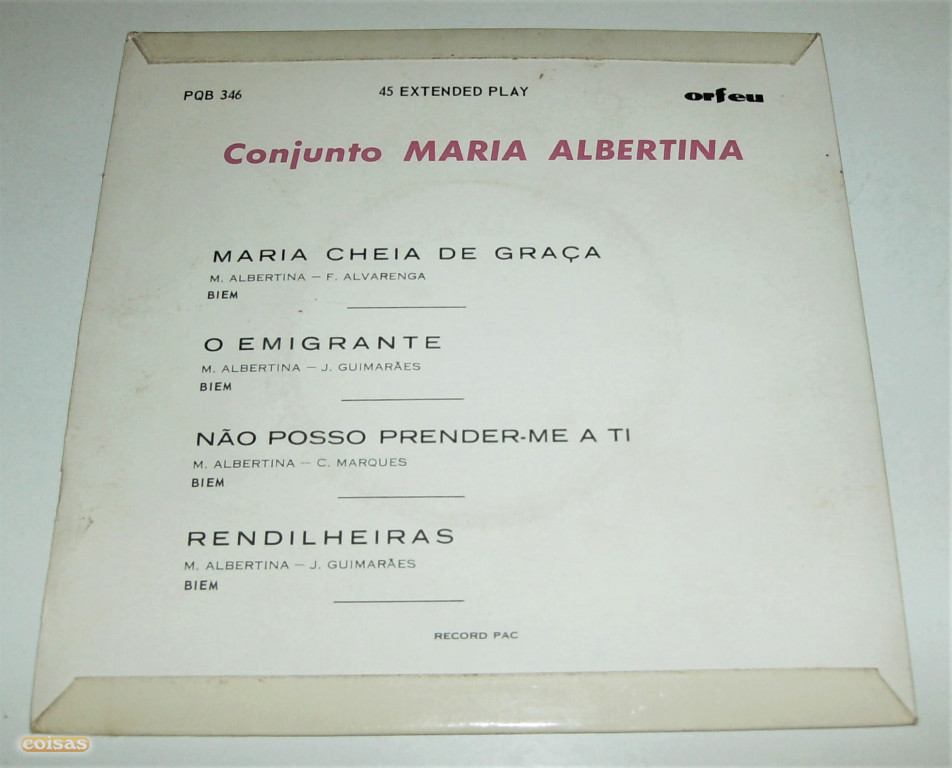 PQB 346 45 EXTENDED PLAY orfeu
Conjunto MARIA ALBERTINA
MARIA CHEIA DE GRAÇA
M. ALBERTINA — F. ALVARENGA
BIEM
O EMIGRANTE
M. ALBERTINA — J. GUIMARÃES
BIEM
NÃO POSSO PRENDER-ME A TI
M. ALBERTINA — C. MARQUES
BIEM
RENDILHEIRAS
M. ALBERTINA — J. GUIMARÃES
BIEM
RECORD PAC
coisas